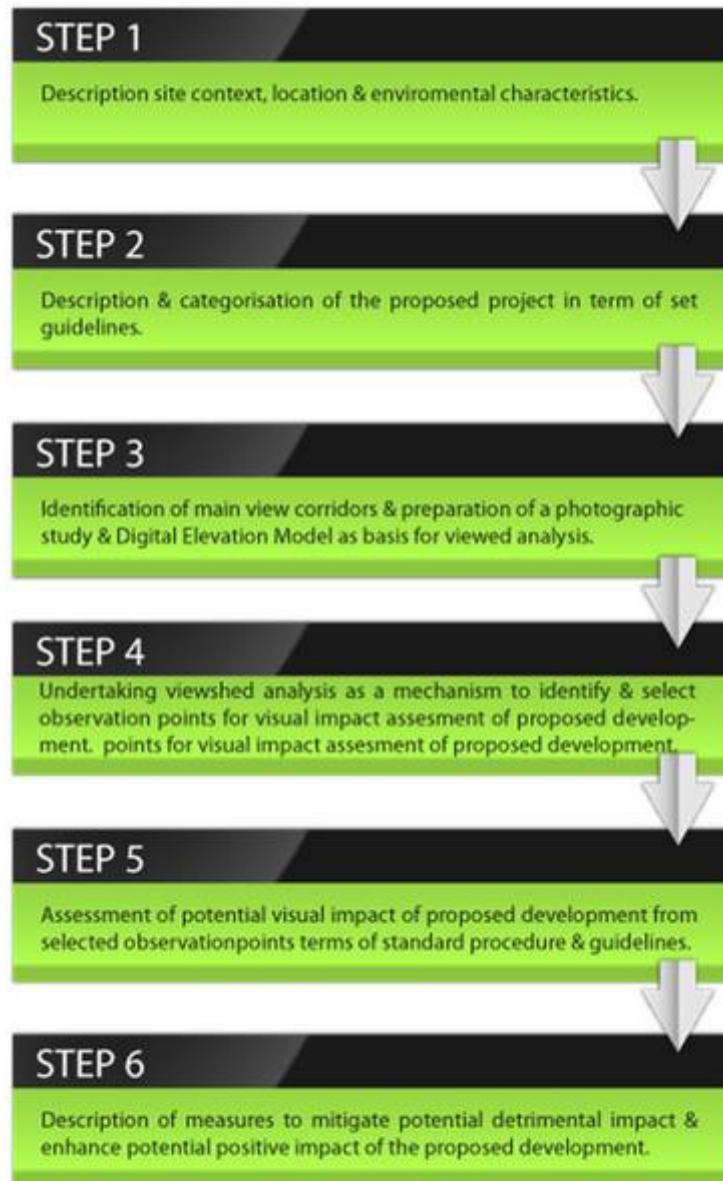 STEP 1
Description site context, location & enviromental characteristics.
STEP 2
Description & categorisation of the proposed project in term of set
guidelines.
STEP 3
Identification of main view corridors & preparation of a photographic
study & Digital Elevation Model as basis for viewed analysis.
STEP 4
Undertaking viewshed analysis as a mechanism to identify & select
observation points for visual impact assesment of proposed develop-
ment. points for visual impact assesment of proposed development.
STEP 5
Assessment of potential visual impact of proposed development from
selected observationpoints terms of standard procedure & guidelines.
STEP 6
Description of measures to mitigate potential detrimental impact &
enhance potential positive impact of the proposed development.